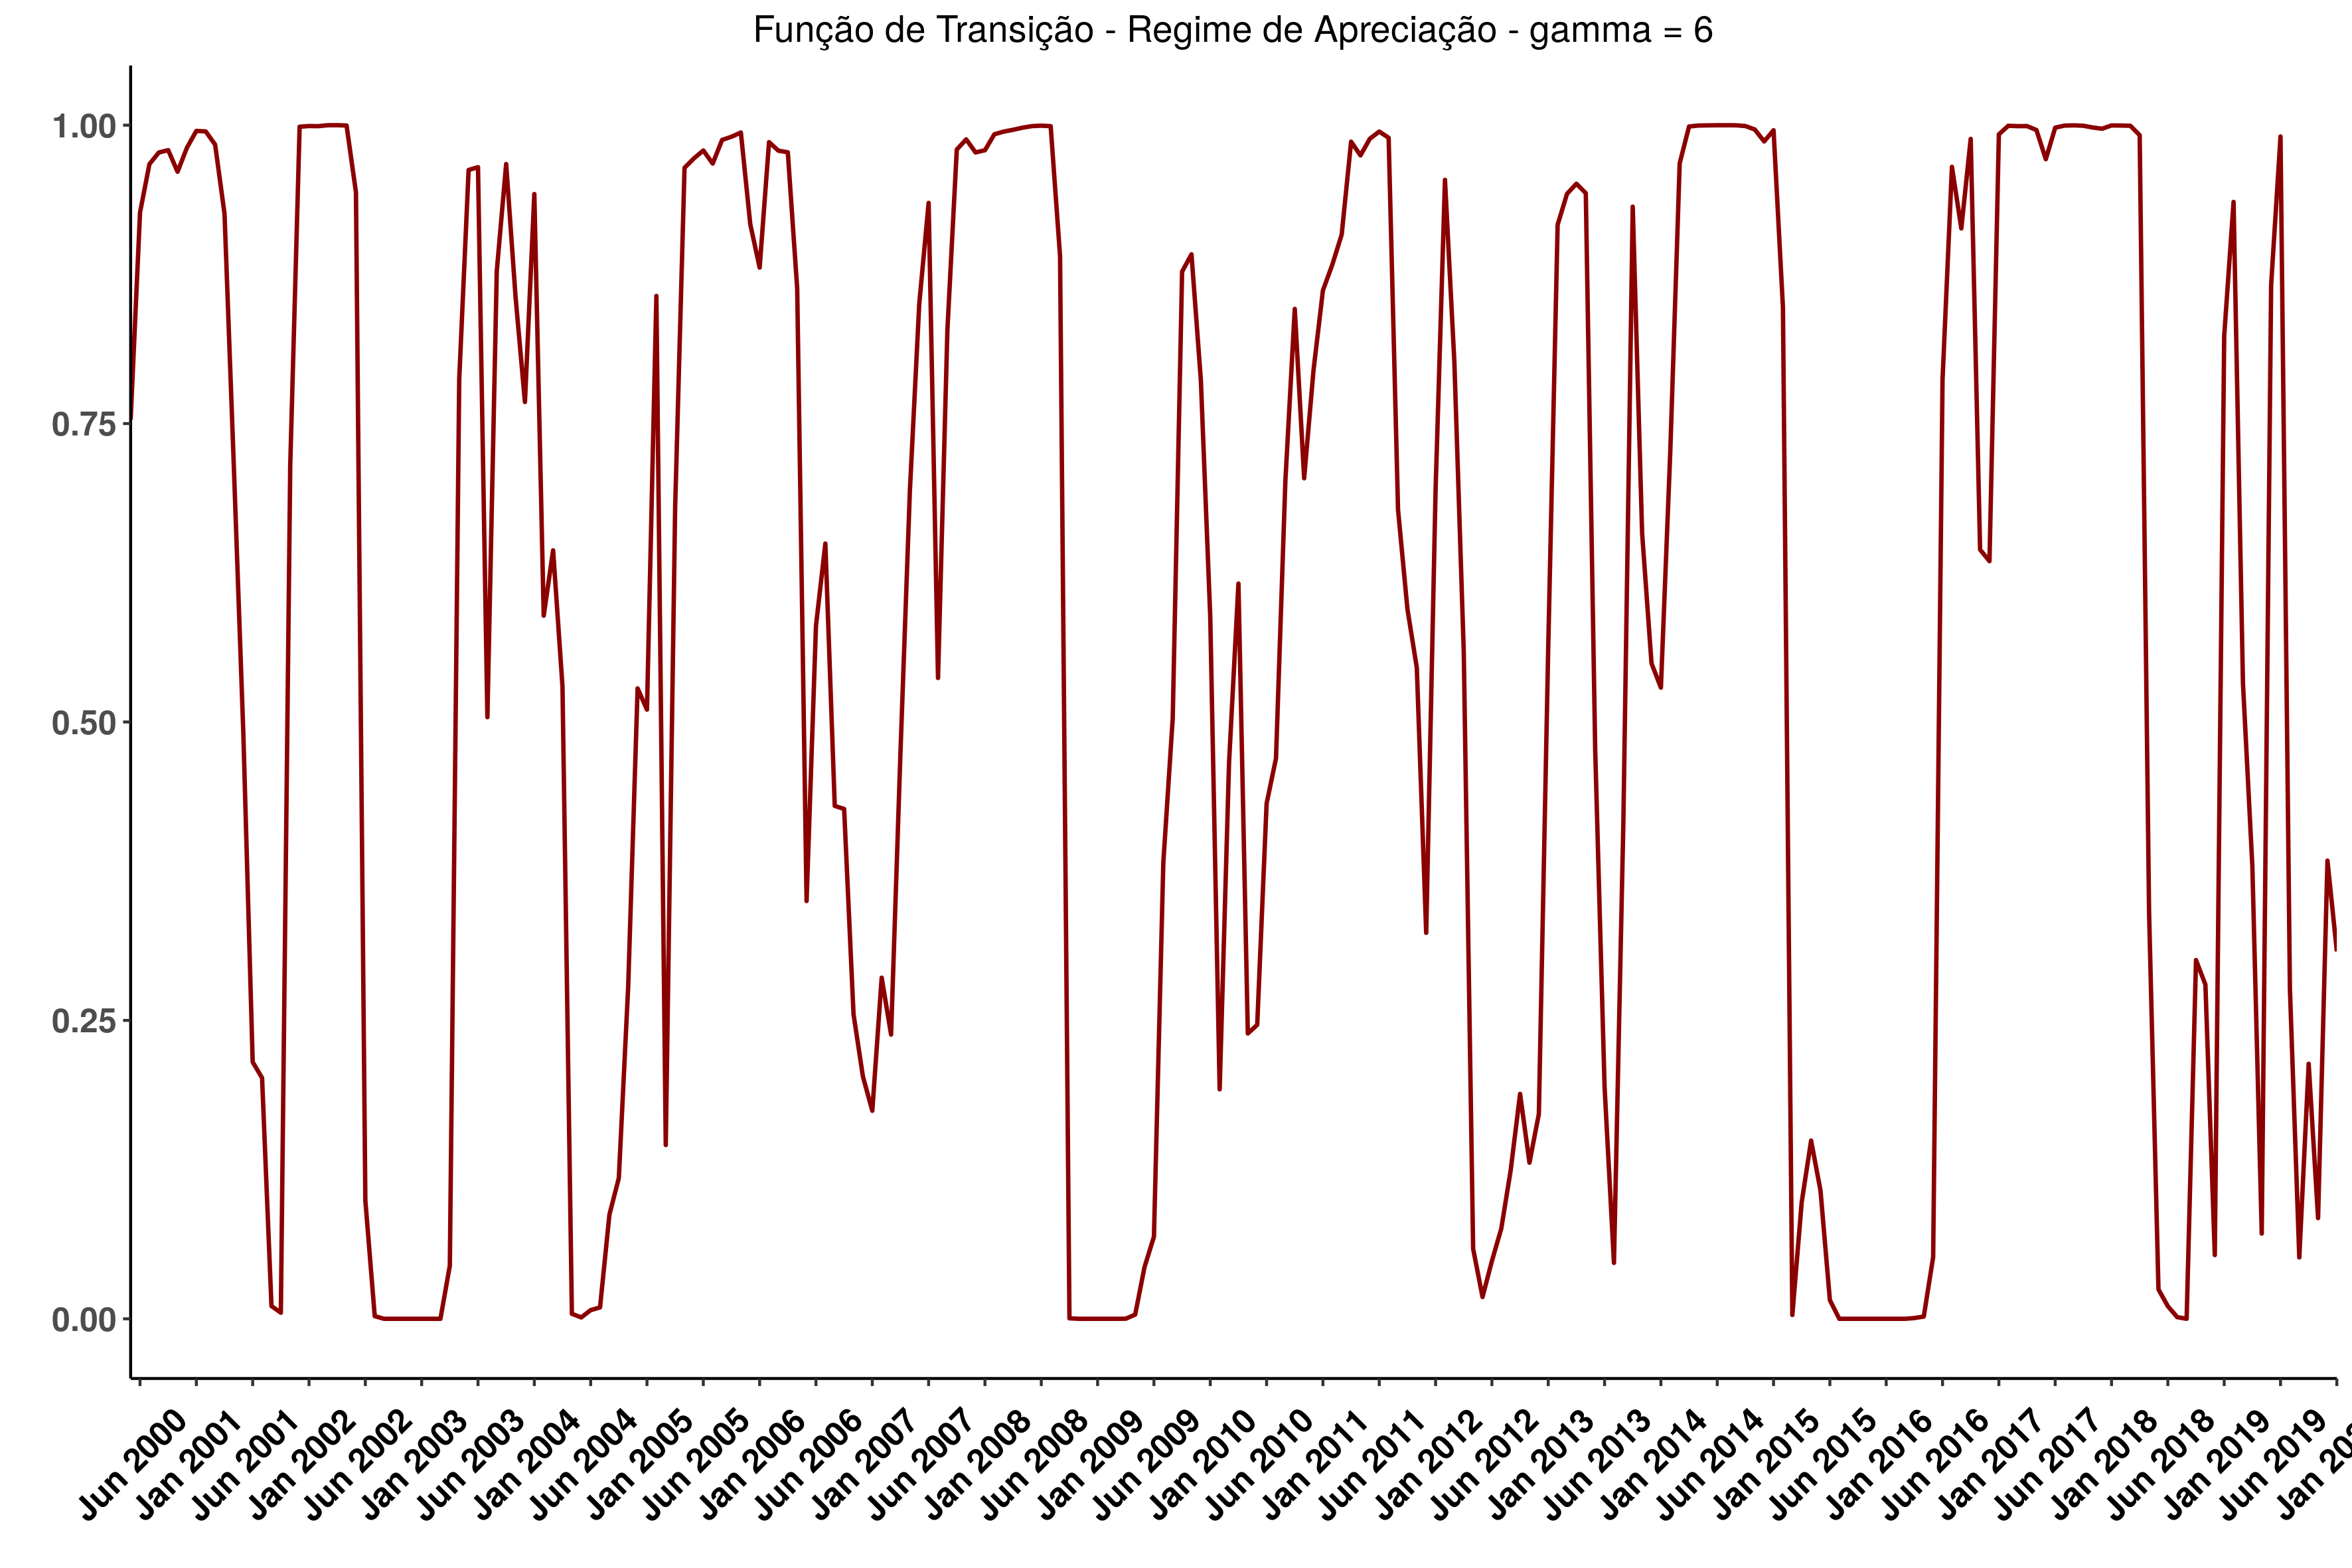 Função de Transição - Regime de Apreciação - gamma = 6
1.00
0.75
0.50
0.25
0.00
Jun 2000
Jan 2001
Jun 2001
Jan 2002
Jun 2002
Jan 2003
Jun 2003
Jan 2004
Jun 2004
Jan 2005
Jun 2005
Jan 2006
Jun 2006
Jan 2007
Jun 2007
Jan 2008
Jun 2008
Jan 2009
Jun 2009
Jan 2010
Jun 2010
Jan 2011
Jun 2011
Jan 2012
Jun 2012
Jan 2013
Jun 2013
Jan 2014
Jun 2014
Jan 2015
Jun 2015
Jan 2016
Jun 2016
Jan 2017
Jun 2017
Jan 2018
Jun 2018
Jan 2019
Jun 2019
Jan